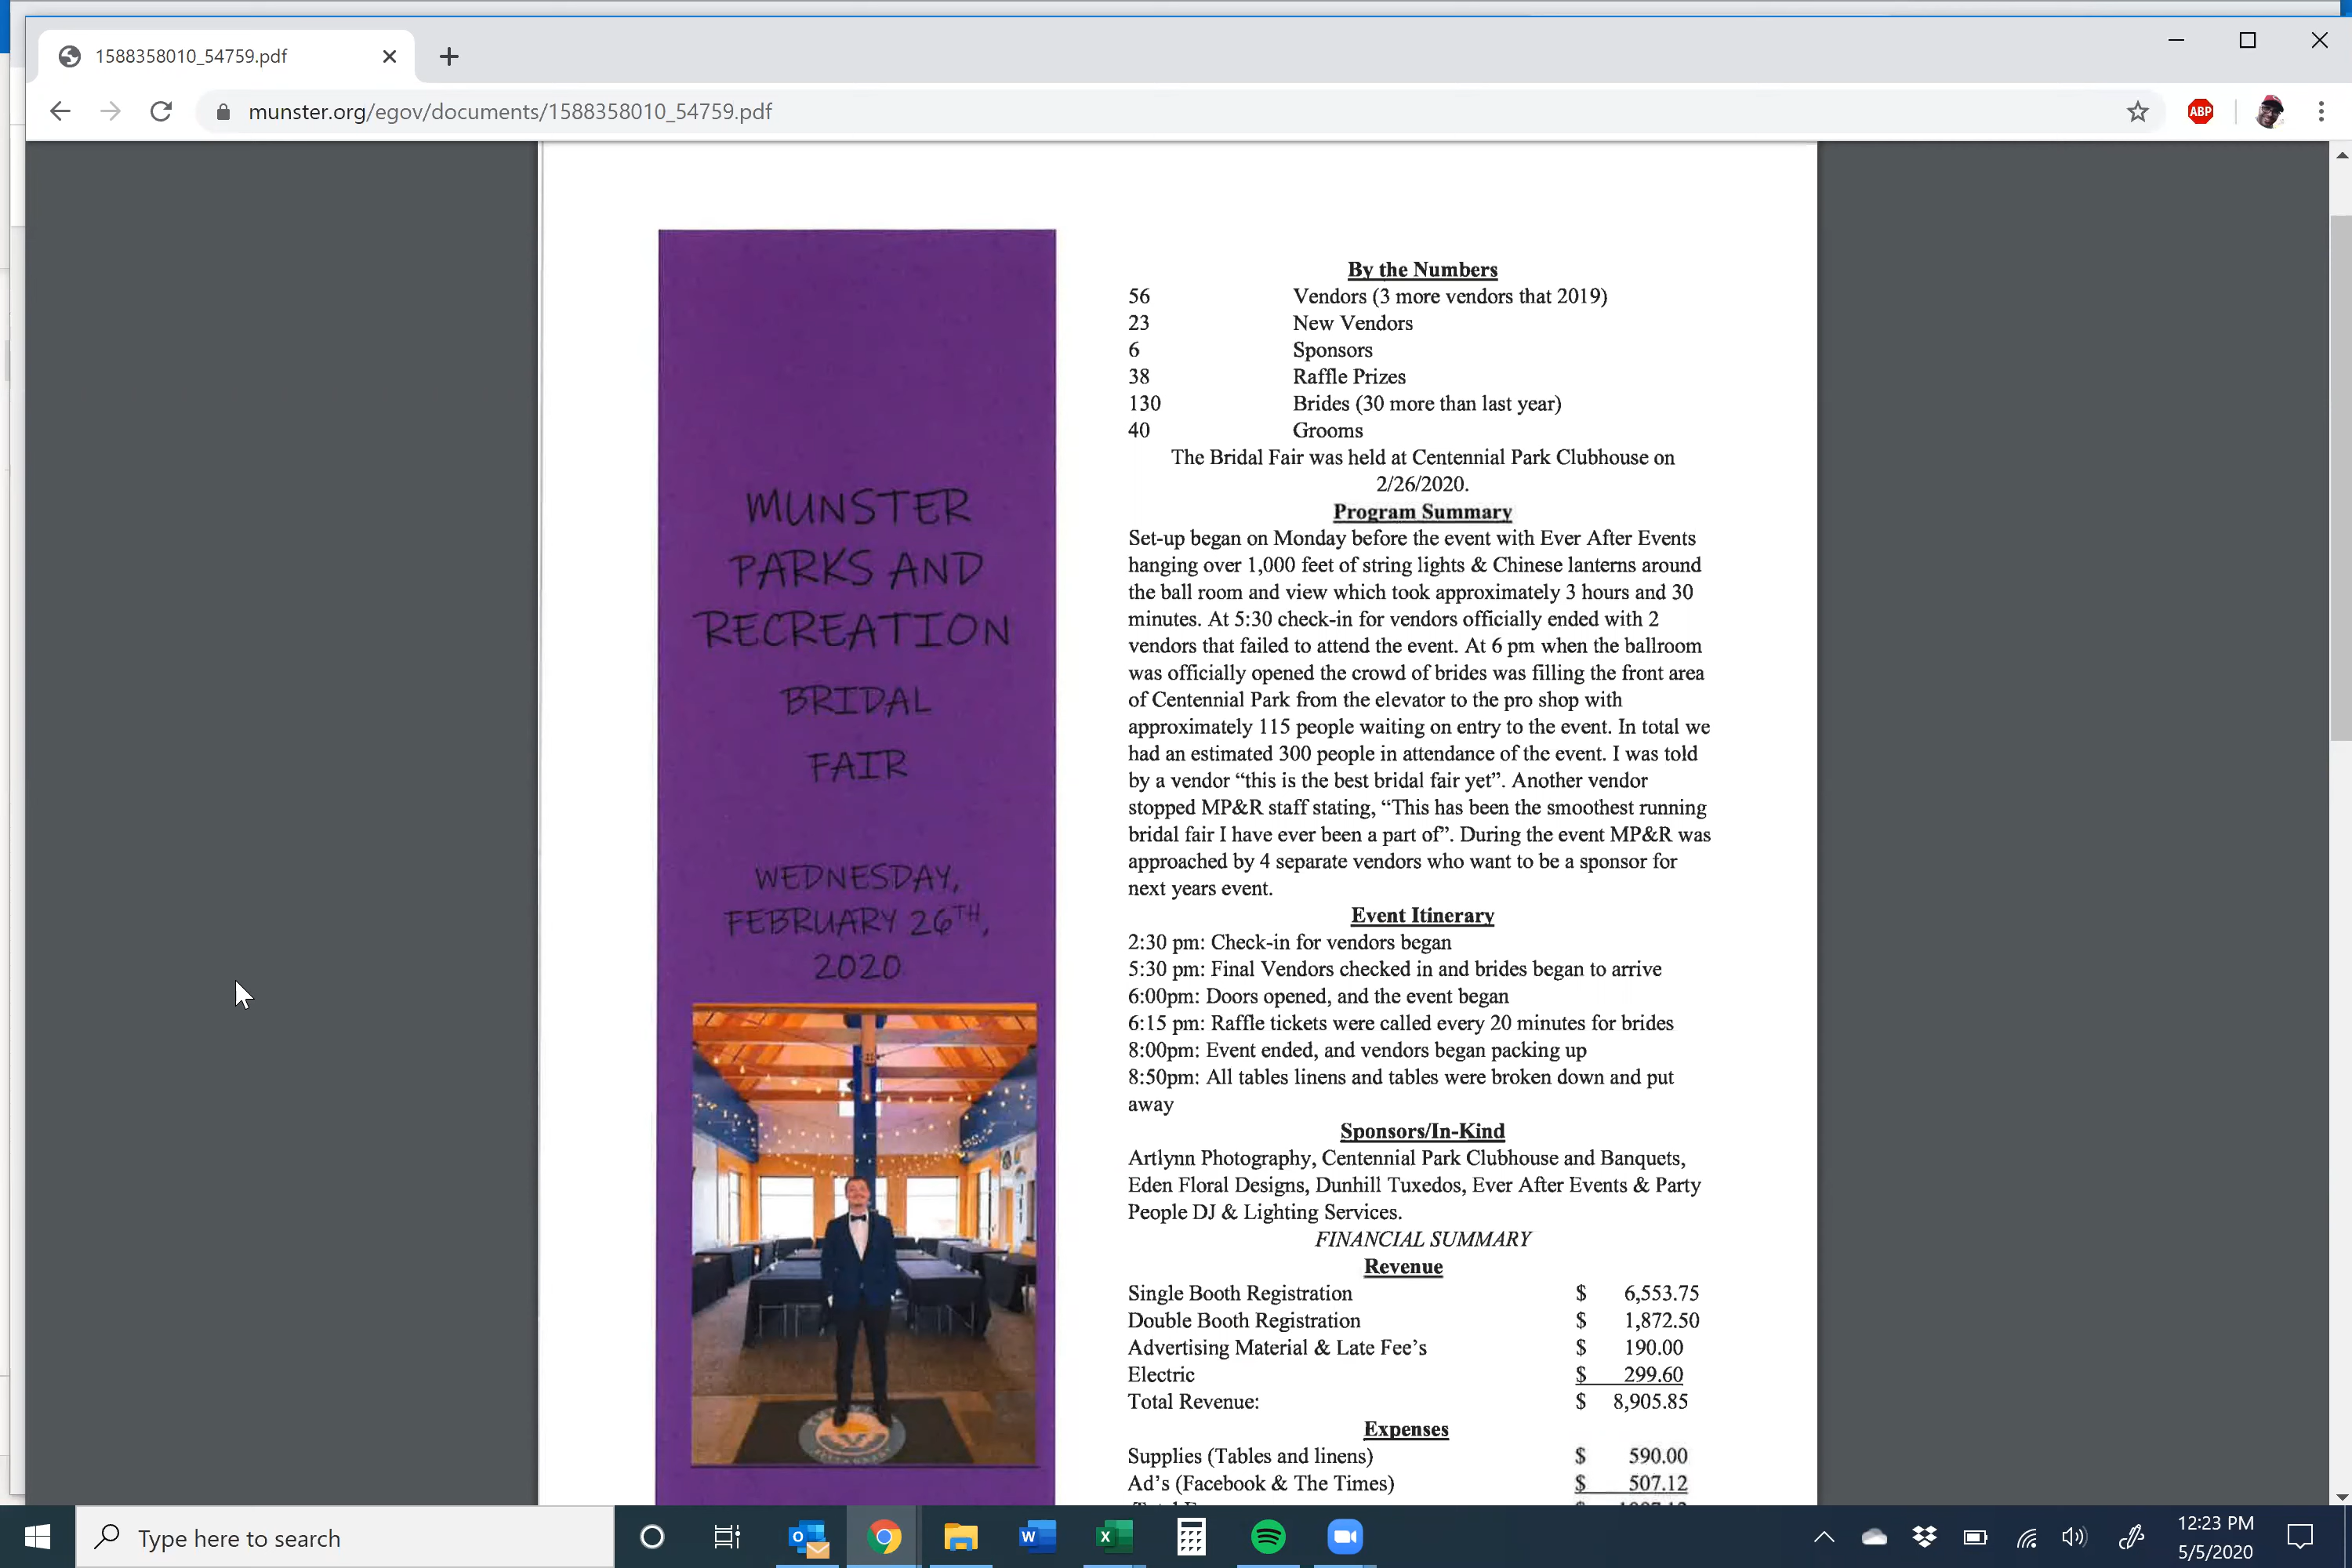 1588358010_54759.pdf
munster.org/egov/documents/1588358010_54759.pdf
ABP
MUNSTER
PARKS AND
RECREATION
BRIDAL
FAIR
WEDNESDAY,
FEBRUARY 26TH,
2020
By the Numbers
56 Vendors (3 more vendors that 2019)
23 New Vendors
6 Sponsors
38 Raffle Prizes
130 Brides (30 more than last year)
40 Grooms
The Bridal Fair was held at Centennial Park Clubhouse on
2/26/2020.
Program Summary
Set-up began on Monday before the event with Ever After Events
hanging over 1,000 feet of string lights & Chinese lanterns around
the ball room and view which took approximately 3 hours and 30
minutes. At 5:30 check-in for vendors officially ended with 2
vendors that failed to attend the event. At 6 pm when the ballroom
was officially opened the crowd of brides was filling the front area
of Centennial Park from the elevator to the pro shop with
approximately 115 people waiting on entry to the event. In total we
had an estimated 300 people in attendance of the event. I was told
by a vendor “this is the best bridal fair yet”. Another vendor
stopped MP&R staff stating, “This has been the smoothest running
bridal fair I have ever been a part of”. During the event MP&R was
approached by 4 separate vendors who want to be a sponsor for
next years event.
Event Itinerary
2:30 pm: Check-in for vendors began
5:30 pm: Final Vendors checked in and brides began to arrive
6:00pm: Doors opened, and the event began
6:15 pm: Raffle tickets were called every 20 minutes for brides
8:00pm: Event ended, and vendors began packing up
8:50pm: All tables linens and tables were broken down and put
away
Sponsors/In-Kind
Artlynn Photography, Centennial Park Clubhouse and Banquets,
Eden Floral Designs, Dunhill Tuxedos, Ever After Events & Party
People DJ & Lighting Services.
FINANCIAL SUMMARY
Revenue
Single Booth Registration $ 6,553.75
Double Booth Registration $ 1,872.50
Advertising Material & Late Fee’s $ 190.00
Electric $ 299.60
Total Revenue: $ 8,905.85
Expenses
Supplies (Tables and linens) $ 590.00
Ad’s (Facebook & The Times) $ 507.12
Type here to search
12:23 PM
5/5/2020